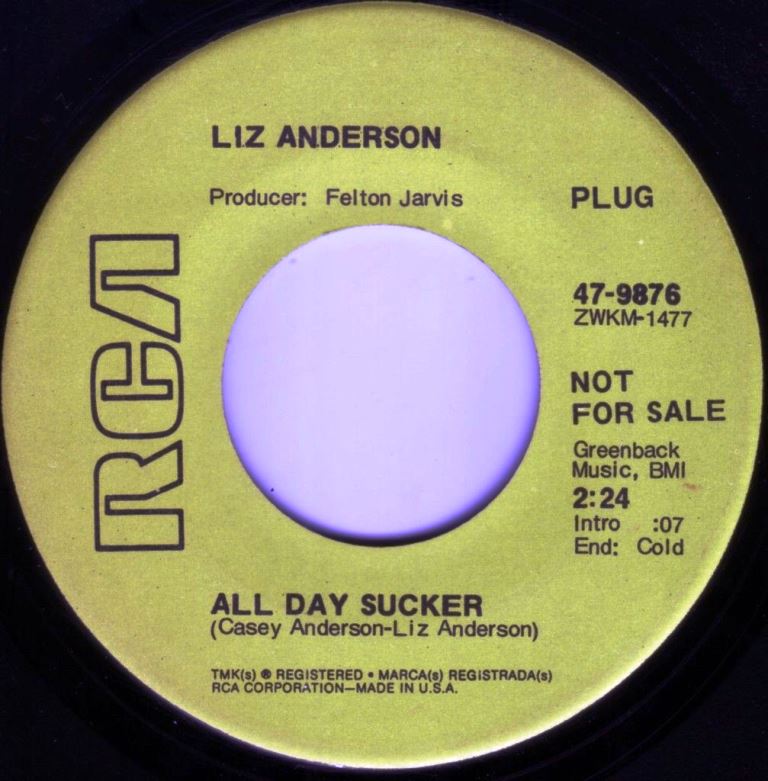 LIZ ANDERSON
Producer: Felton Jarvis
PLUG
RCA
47-9876
ZWKM-1477
NOT
FOR SALE
Greenback
Music, BMI
2:24
Intro :07
End: Cold
ALL DAY SUCKER
(Casey Anderson-Liz Anderson)
TMK(s) ® REGISTERED • MARCA(s) REGISTRADA(s)
RCA CORPORATION—MADE IN U.S.A.